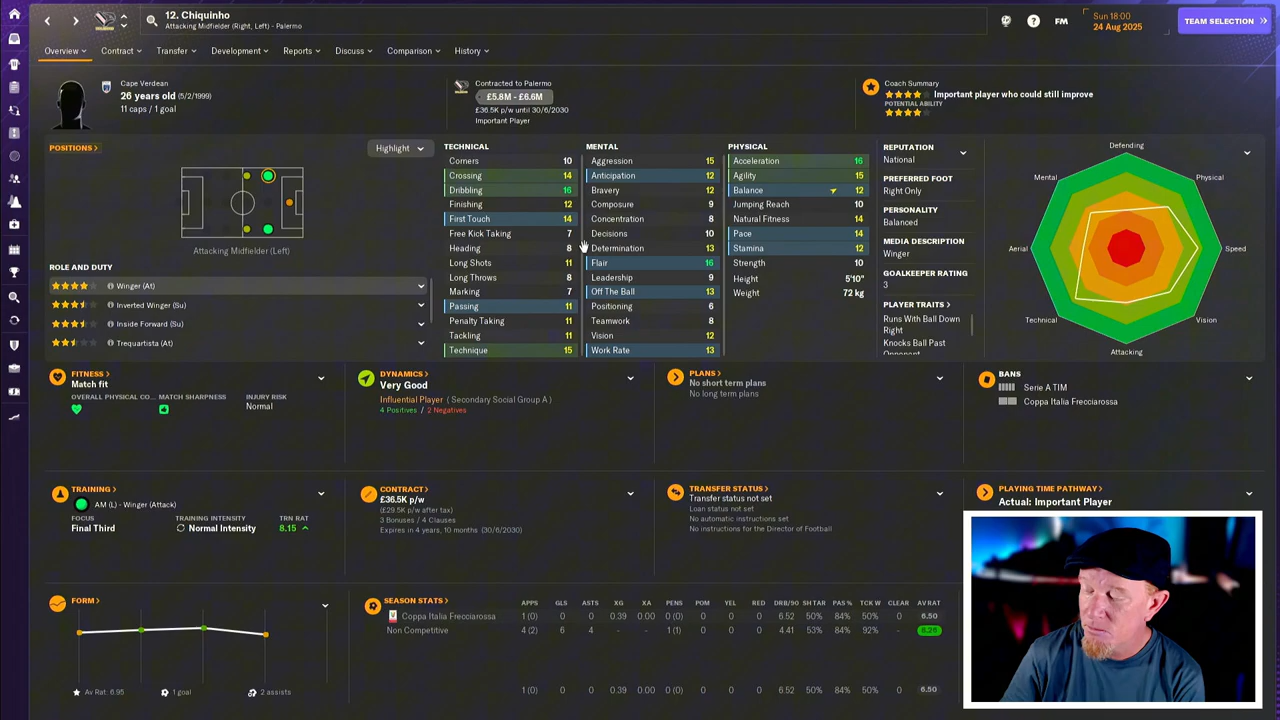 12. Chiquinho
Attacking Midfielder (Right, Left) - Palermo
FM
Sun 18:00
24 Aug 2025
TEAM SELECTION
Overview
Contract
Transfer
Development
Reports
Discuss
Comparison
History
Cape Verdean
26 years old (5/2/1999)
11 caps / 1 goal
Contracted to Palermo
£5.8M - £6.6M
£36.5K p/w until 30/6/2030
Important Player
Coach Summary
Important player who could still improve
POTENTIAL ABILITY
POSITIONS
Highlight
Attacking Midfielder (Left)
ROLE AND DUTY
Winger (At)
Inverted Winger (Su)
Inside Forward (Su)
Trequartista (At)
TECHNICAL
Corners 10
Crossing 14
Dribbling 16
Finishing 12
First Touch 14
Free Kick Taking 7
Heading 8
Long Shots 11
Long Throws 8
Marking 7
Passing 11
Penalty Taking 11
Tackling 11
Technique 15
MENTAL
Aggression 15
Anticipation 12
Bravery 12
Composure 9
Concentration 8
Decisions 10
Determination 13
Flair 16
Leadership 9
Off The Ball 13
Positioning 6
Teamwork 8
Vision 12
Work Rate 13
PHYSICAL
Acceleration 16
Agility 15
Balance 12
Jumping Reach 10
Natural Fitness 14
Pace 14
Stamina 12
Strength 10
Height 5'10"
Weight 72 kg
REPUTATION
National
PREFERRED FOOT
Right Only
PERSONALITY
Balanced
MEDIA DESCRIPTION
Winger
GOALKEEPER RATING
3
PLAYER TRAITS
Runs With Ball Down
Right
Knocks Ball Past
Opponent
Defending
Physical
Speed
Vision
Attacking
Technical
Aerial
Mental
FITNESS
Match fit
OVERALL PHYSICAL CO... MATCH SHARPNESS INJURY RISK
Normal
DYNAMICS
Very Good
Influential Player ( Secondary Social Group A )
4 Positives / 2 Negatives
PLANS
No short term plans
No long term plans
BANS
Serie A TIM
Coppa Italia Frecciarossa
TRAINING
AM (L) - Winger (Attack)
FOCUS TRAINING INTENSITY TRN RAT
Final Third Normal Intensity 8.15
CONTRACT
£36.5K p/w
(£29.5K p/w after tax)
3 Bonuses / 4 Clauses
Expires in 4 years, 10 months (30/6/2030)
TRANSFER STATUS
Transfer status not set
Loan status not set
No automatic instructions set
No instructions for the Director of Football
PLAYING TIME PATHWAY
Actual: Important Player
FORM
Av Rat: 6.95 1 goal 2 assists
SEASON STATS
APPS GLS ASTS XG XA PENS POM YEL RED DRB/90 SH TAR PAS % TCK W CLEAR AV RAT
Coppa Italia Frecciarossa 1 (0) 0 0 0.39 0.00 0 (0) 0 0 0 6.52 50% 84% 50% 0 6.50
Non Competitive 4 (2) 6 4 - - 1 (1) 0 0 0 4.41 53% 84% 92% - 8.26
1 (0) 0 0 0.39 0.00 0 (0) 0 0 0 6.52 50% 84% 50% 0 6.50